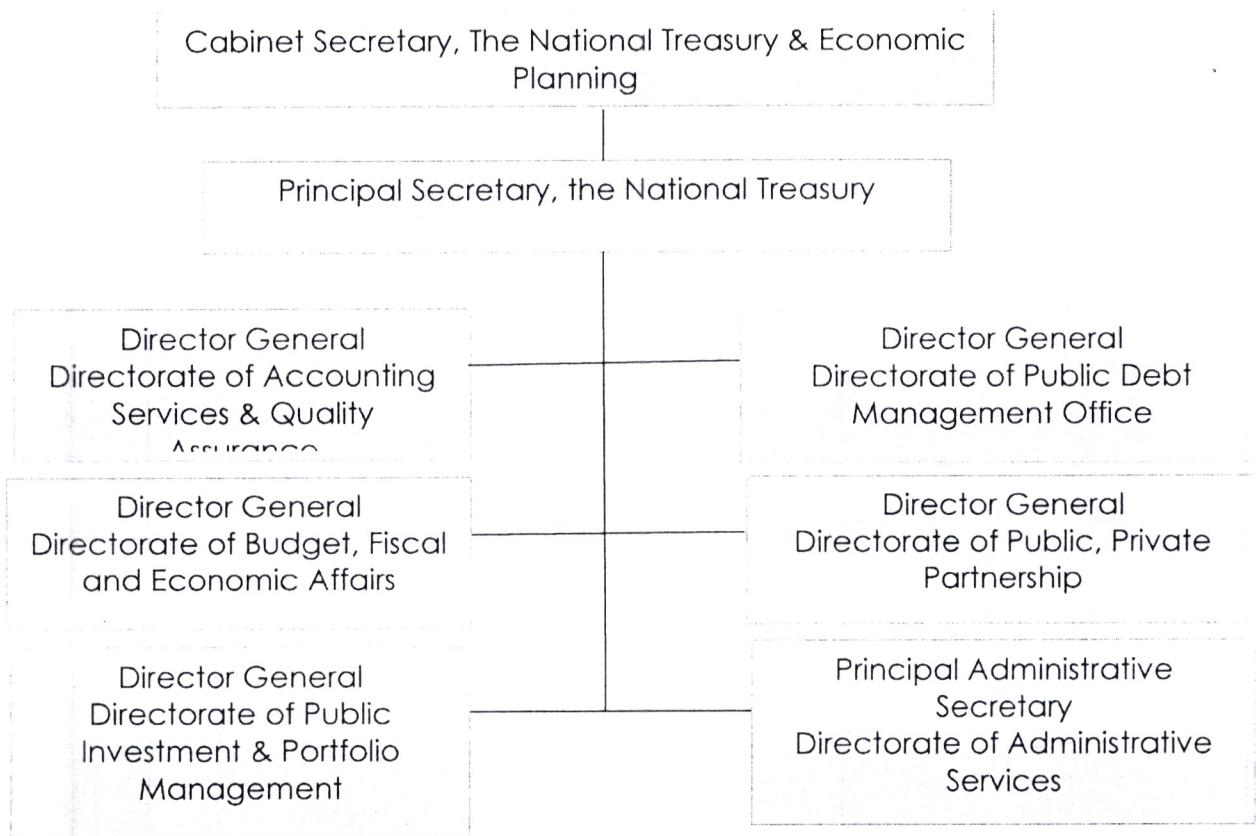 Cabinet Secretary, The National Treasury & Economic
Planning
Principal Secretary, the National Treasury
Director General
Directorate of Accounting
Services & Quality
Director General
Directorate of Public Debt
Management Office
Director General
Directorate of Budget, Fiscal
and Economic Affairs
Director General
Directorate of Public, Private
Partnership
Director General
Directorate of Public
Investment & Portfolio
Management
Principal Administrative
Secretary
Directorate of Administrative
Services